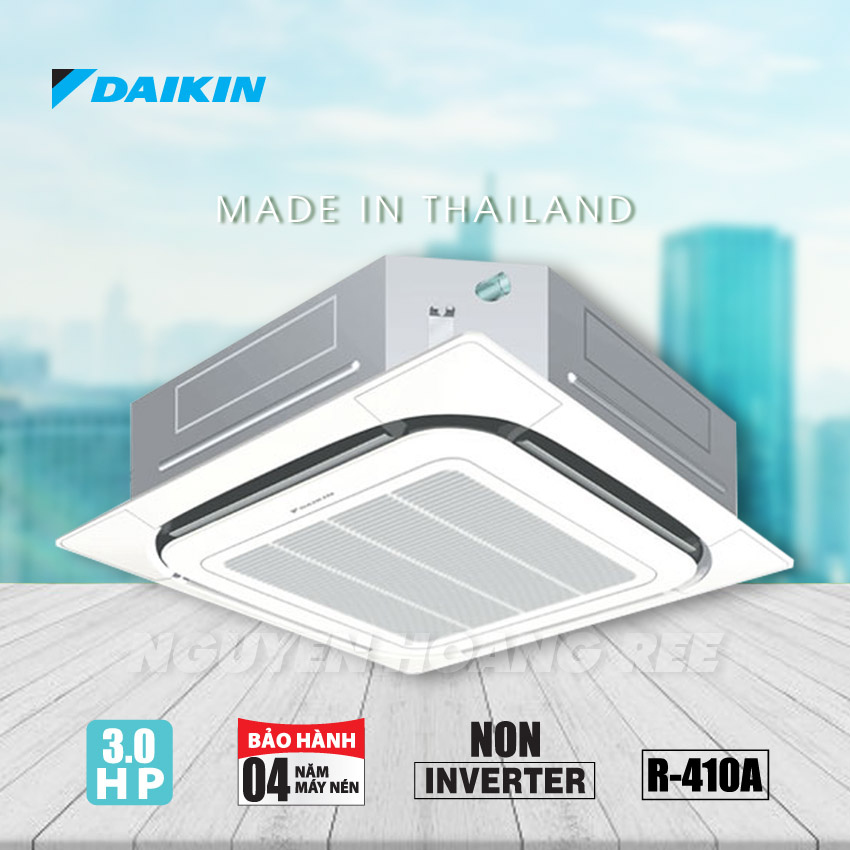 DAIKIN
MADE IN THAILAND
DAIKIN
NGUYEN HOANG REE
3.0
HP
BẢO HÀNH
04 NĂM
MÁY NÉN
NON
INVERTER
R-410A